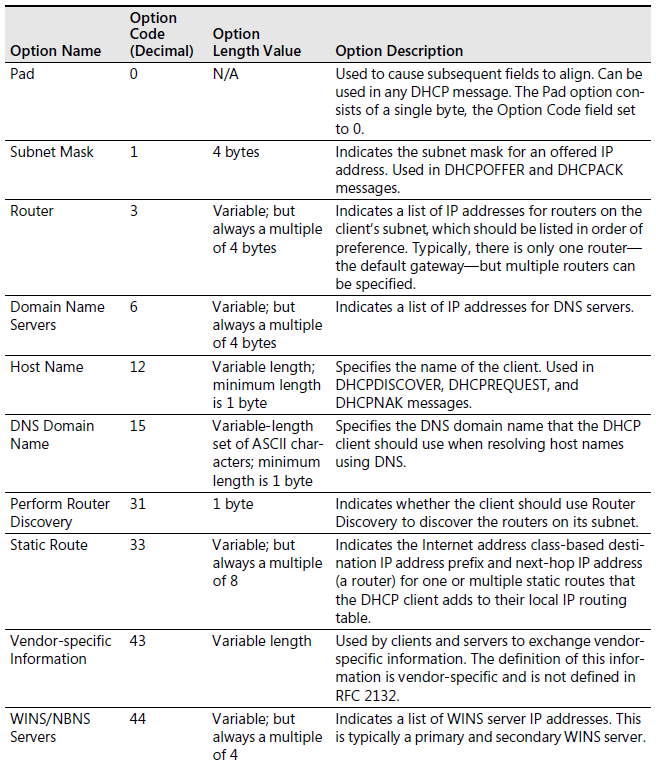 Option Name
Option Code (Decimal)
Option Length Value
Option Description
Pad
0
N/A
Used to cause subsequent fields to align. Can be
used in any DHCP message. The Pad option con-
sists of a single byte, the Option Code field set
to 0.
Subnet Mask
1
4 bytes
Indicates the subnet mask for an offered IP
address. Used in DHCPOFFER and DHCPACK
messages.
Router
3
Variable; but
always a multiple
of 4 bytes
Indicates a list of IP addresses for routers on the
client’s subnet, which should be listed in order of
preference. Typically, there is only one router—
the default gateway—but multiple routers can
be specified.
Domain Name
Servers
6
Variable; but
always a multiple
of 4 bytes
Indicates a list of IP addresses for DNS servers.
Host Name
12
Variable length;
minimum length
is 1 byte
Specifies the name of the client. Used in
DHCPDISCOVER, DHCPREQUEST, and
DHCPNAK messages.
DNS Domain
Name
15
Variable-length
set of ASCII char-
acters; minimum
length is 1 byte
Specifies the DNS domain name that the DHCP
client should use when resolving host names
using DNS.
Perform Router
Discovery
31
1 byte
Indicates whether the client should use Router
Discovery to discover the routers on its subnet.
Static Route
33
Variable; but
always a multiple
of 8
Indicates the Internet address class-based desti-
nation IP address prefix and next-hop IP address
(a router) for one or multiple static routes that
the DHCP client adds to their local IP routing
table.
Vendor-specific
Information
43
Variable length
Used by clients and servers to exchange vendor-
specific information. The definition of this infor-
mation is vendor-specific and is not defined in
RFC 2132.
WINS/NBNS
Servers
44
Variable; but
always a multiple
of 4
Indicates a list of WINS server IP addresses. This
is typically a primary and secondary WINS server.